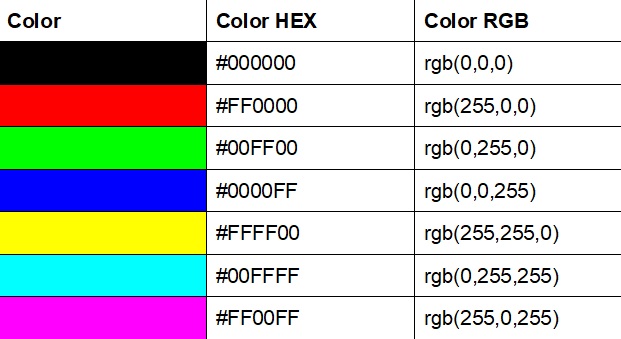 Color Color HEX Color RGB
#000000 rgb(0,0,0)
#FF0000 rgb(255,0,0)
#00FF00 rgb(0,255,0)
#0000FF rgb(0,0,255)
#FFFF00 rgb(255,255,0)
#00FFFF rgb(0,255,255)
#FF00FF rgb(255,0,255)